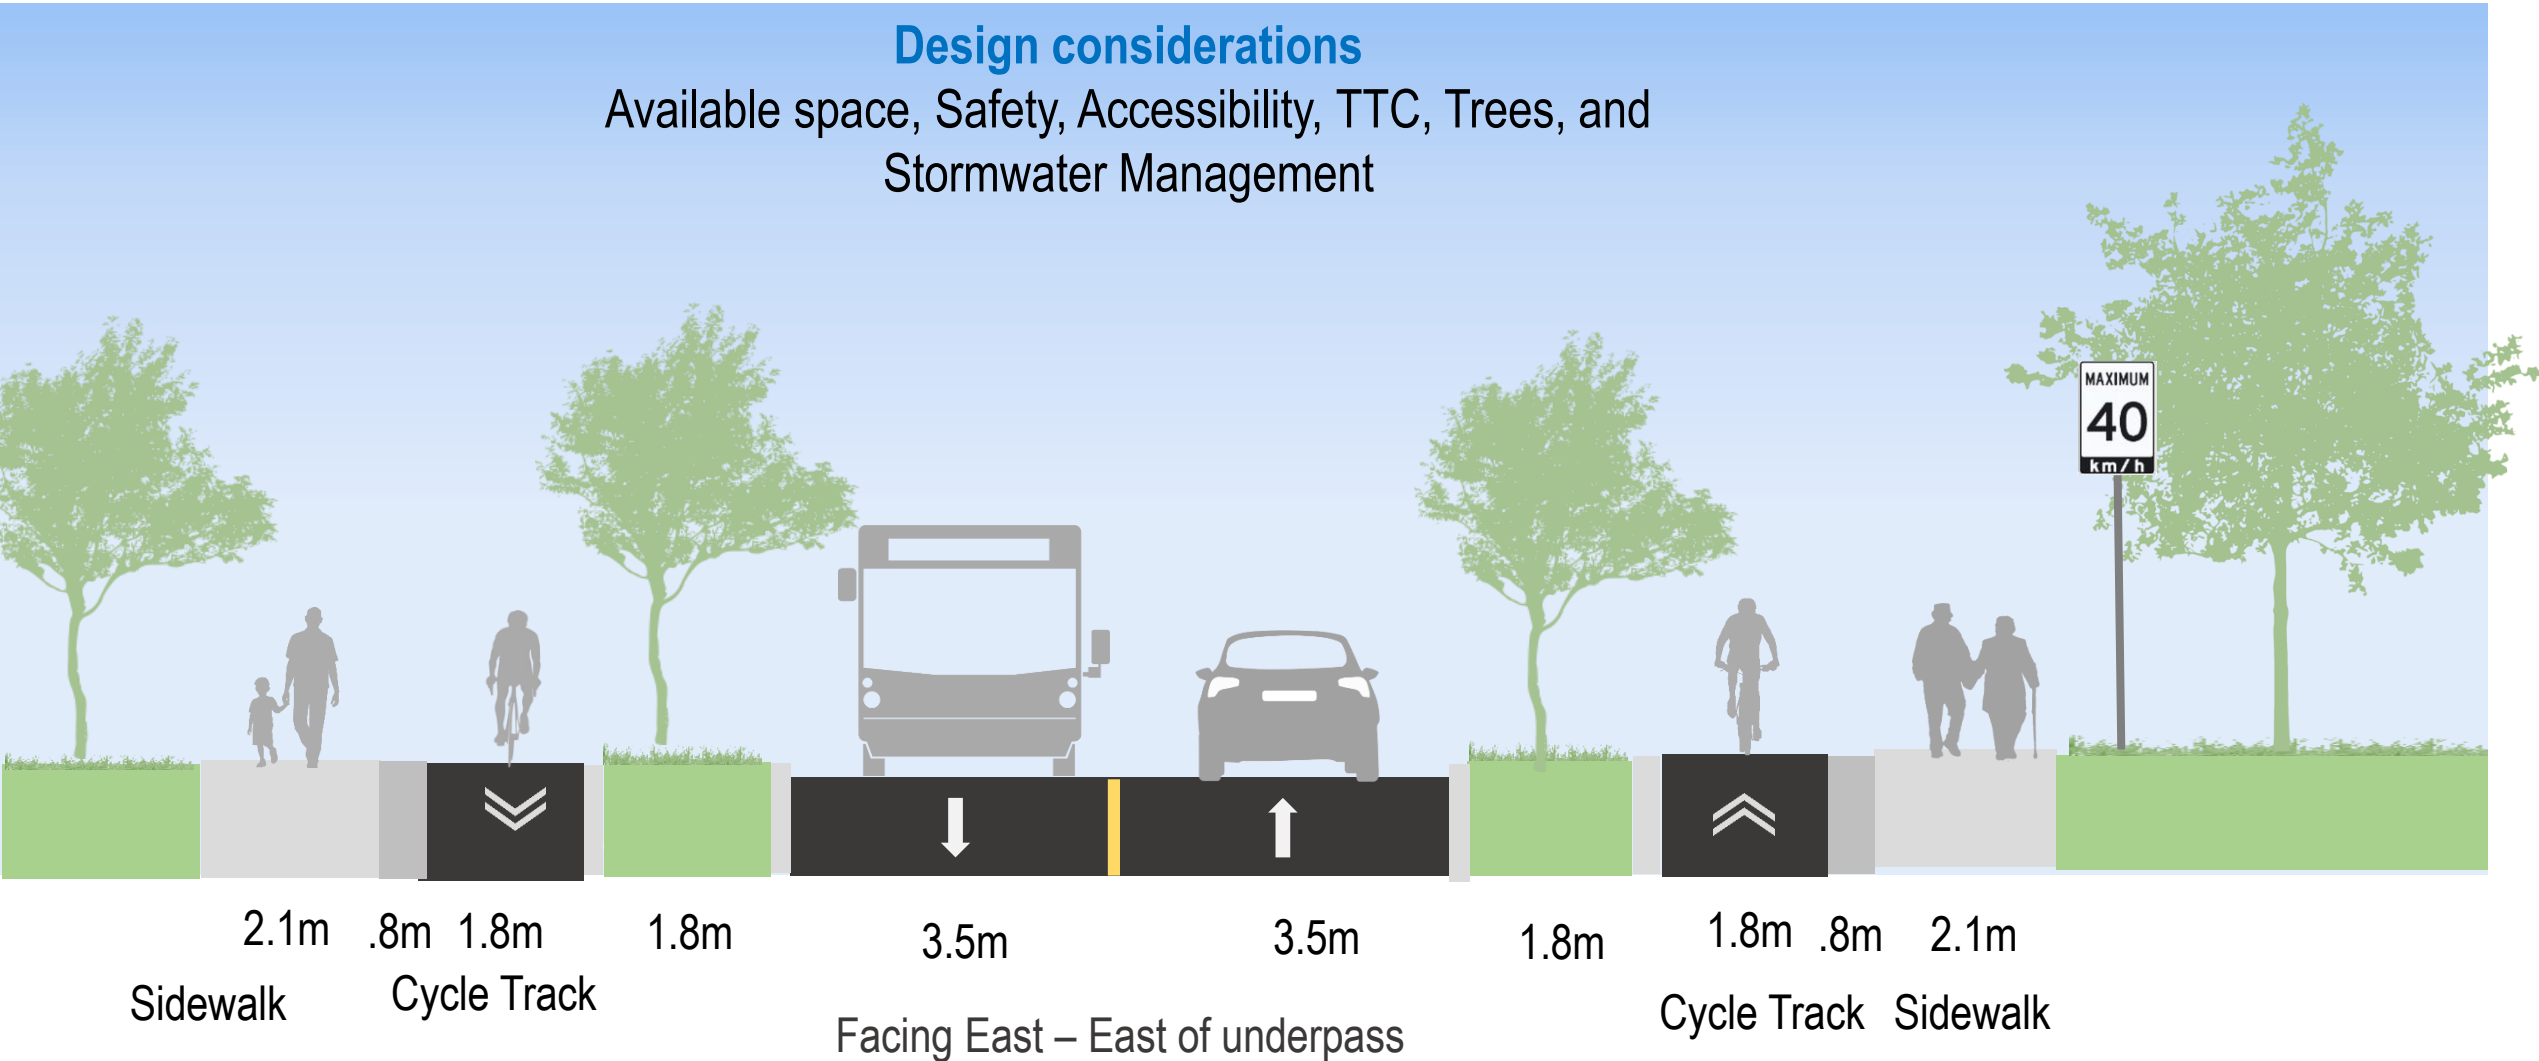 Design considerations
Available space, Safety, Accessibility, TTC, Trees, and
Stormwater Management
MAXIMUM
40
km/h
2.1m .8m 1.8m 1.8m 3.5m 3.5m 1.8m 1.8m .8m 2.1m
Sidewalk Cycle Track Cycle Track Sidewalk
Facing East – East of underpass